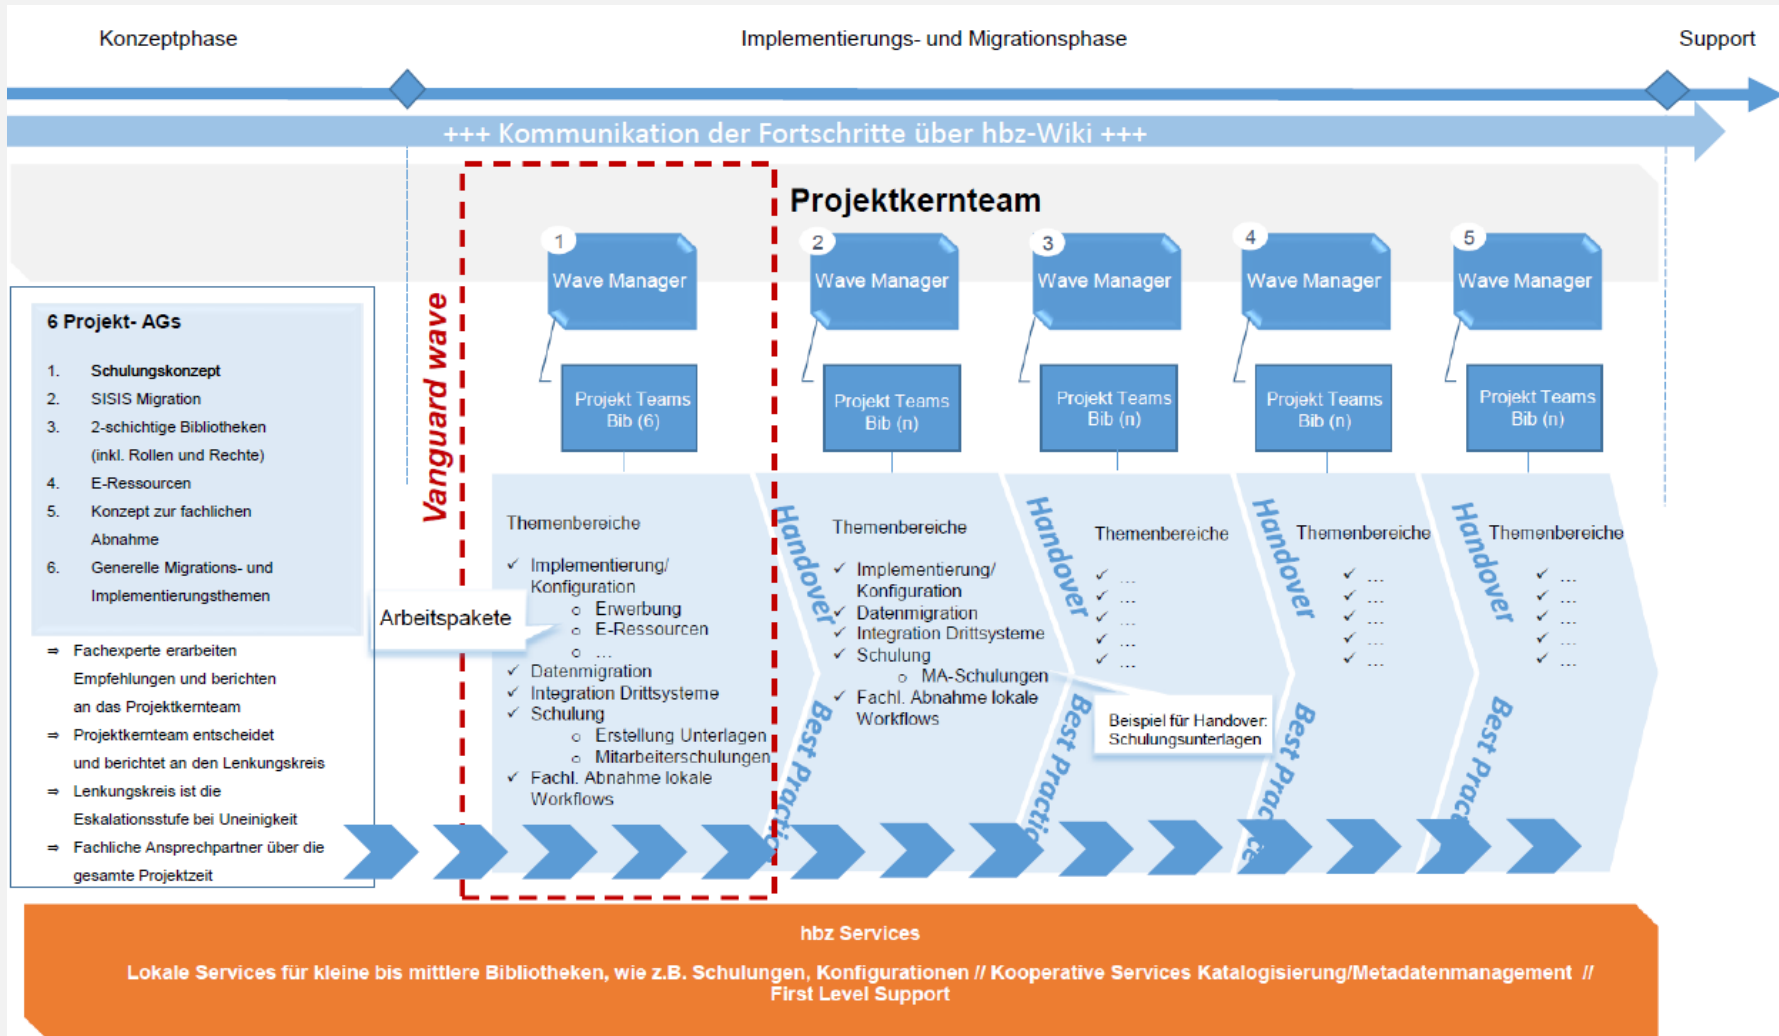 Konzeptphase
Implementierungs- und Migrationsphase
Support
+++ Kommunikation der Fortschritte über hbz-Wiki +++
Projektkernteam
1
Wave Manager
2
Wave Manager
3
Wave Manager
4
Wave Manager
5
Wave Manager
Vanguard wave
Projekt Teams
Bib (6)
Projekt Teams
Bib (n)
Projekt Teams
Bib (n)
Projekt Teams
Bib (n)
Projekt Teams
Bib (n)
6 Projekt- AGs
1. Schulungskonzept
2. SISIS Migration
3. 2-schichtige Bibliotheken
(inkl. Rollen und Rechte)
4. E-Ressourcen
5. Konzept zur fachlichen
Abnahme
6. Generelle Migrations- und
Implementierungsthemen
⇒ Fachexperte erarbeiten
Empfehlungen und berichten
an das Projektkernteam
⇒ Projektkernteam entscheidet
und berichtet an den Lenkungskreis
⇒ Lenkungskreis ist die
Eskalationsstufe bei Uneinigkeit
⇒ Fachliche Ansprechpartner über die
gesamte Projektzeit
Arbeitspakete
Themenbereiche
✓ Implementierung/
Konfiguration
o Erwerbung
o E-Ressourcen
o ...
✓ Datenmigration
✓ Integration Drittsysteme
✓ Schulung
o Erstellung Unterlagen
o Mitarbeiterschulungen
✓ Fachl. Abnahme lokale
Workflows
Handover
Best Practice
Themenbereiche
✓ Implementierung/
Konfiguration
✓ Datenmigration
✓ Integration Drittsysteme
✓ Schulung
o MA-Schulungen
✓ Fachl. Abnahme lokale
Workflows
Handover
Best Practice
Beispiel für Handover:
Schulungsunterlagen
Themenbereiche
✓ ...
✓ ...
✓ ...
✓ ...
✓ ...
Handover
Best Practice
Themenbereiche
✓ ...
✓ ...
✓ ...
✓ ...
✓ ...
Handover
Best Practice
Themenbereiche
✓ ...
✓ ...
✓ ...
✓ ...
✓ ...
hbz Services
Lokale Services für kleine bis mittlere Bibliotheken, wie z.B. Schulungen, Konfigurationen // Kooperative Services Katalogisierung/Metadatenmanagement //
First Level Support